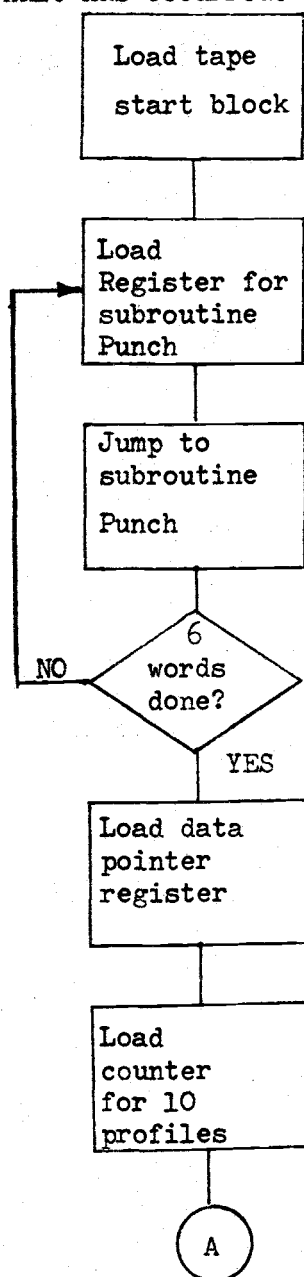 Load tape
start block
Load
Register for
subroutine
Punch
Jump to
subroutine
Punch
6
words
done?
NO
YES
Load data
pointer
register
Load
counter
for 10
profiles
A